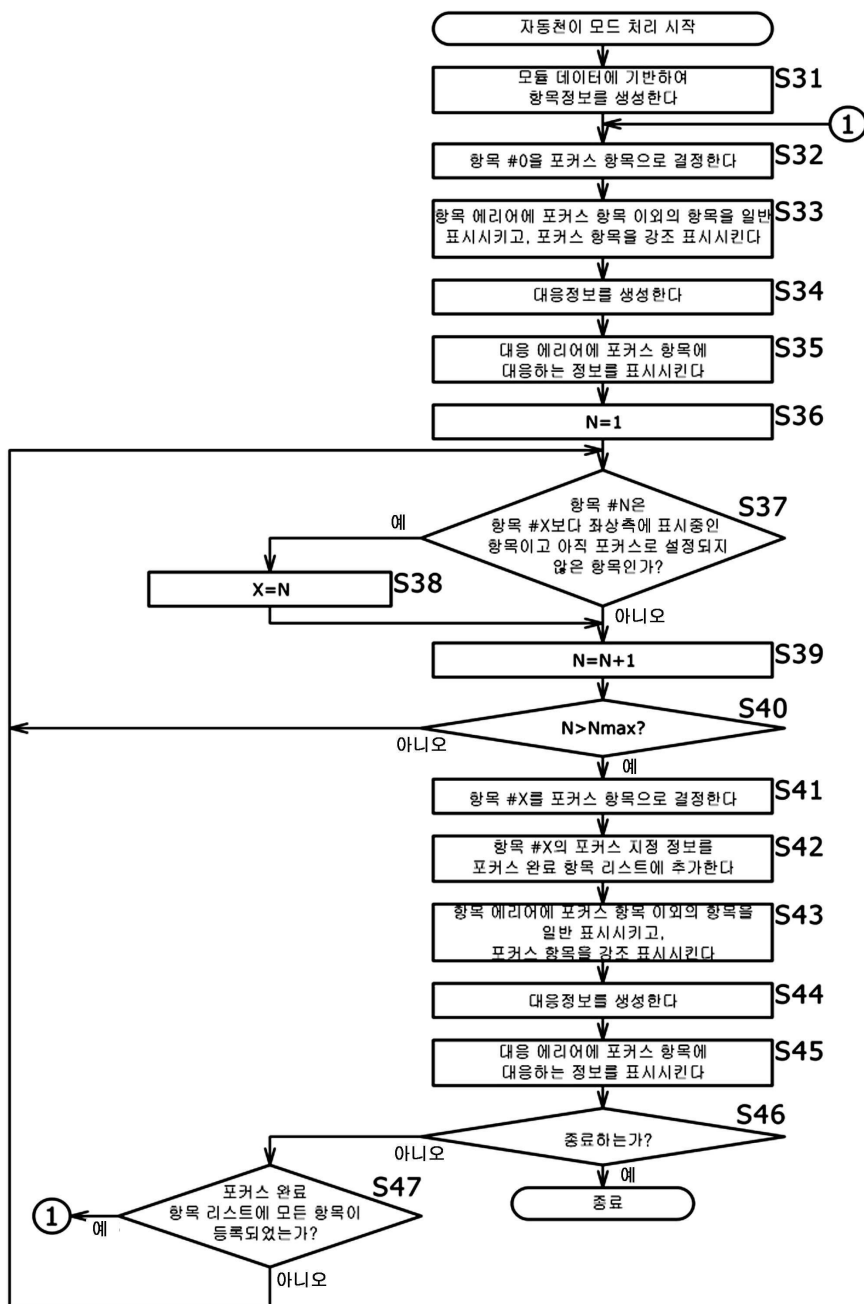 자동천이 모드 처리 시작
모듈 데이터에 기반하여
항목정보를 생성한다
S31
1
항목 #0을 포커스 항목으로 결정한다
S32
항목 에리어에 포커스 항목 이외의 항목을 일반
표시시키고, 포커스 항목을 강조 표시시킨다
S33
대응정보를 생성한다
S34
대응 에리어에 포커스 항목에
대응하는 정보를 표시시킨다
S35
N=1
S36
항목 #N은
항목 #X보다 좌상측에 표시중인
항목이고 아직 포커스로 설정되지
않은 항목인가?
S37
예
X=N
S38
아니오
N=N+1
S39
N>Nmax?
S40
아니오
예
항목 #X를 포커스 항목으로 결정한다
S41
항목 #X의 포커스 지정 정보를
포커스 완료 항목 리스트에 추가한다
S42
항목 에리어에 포커스 항목 이외의 항목을
일반 표시시키고,
포커스 항목을 강조 표시시킨다
S43
대응정보를 생성한다
S44
대응 에리어에 포커스 항목에
대응하는 정보를 표시시킨다
S45
종료하는가?
S46
아니오
예
종료
포커스 완료
항목 리스트에 모든 항목이
등록되었는가?
S47
1
예
아니오